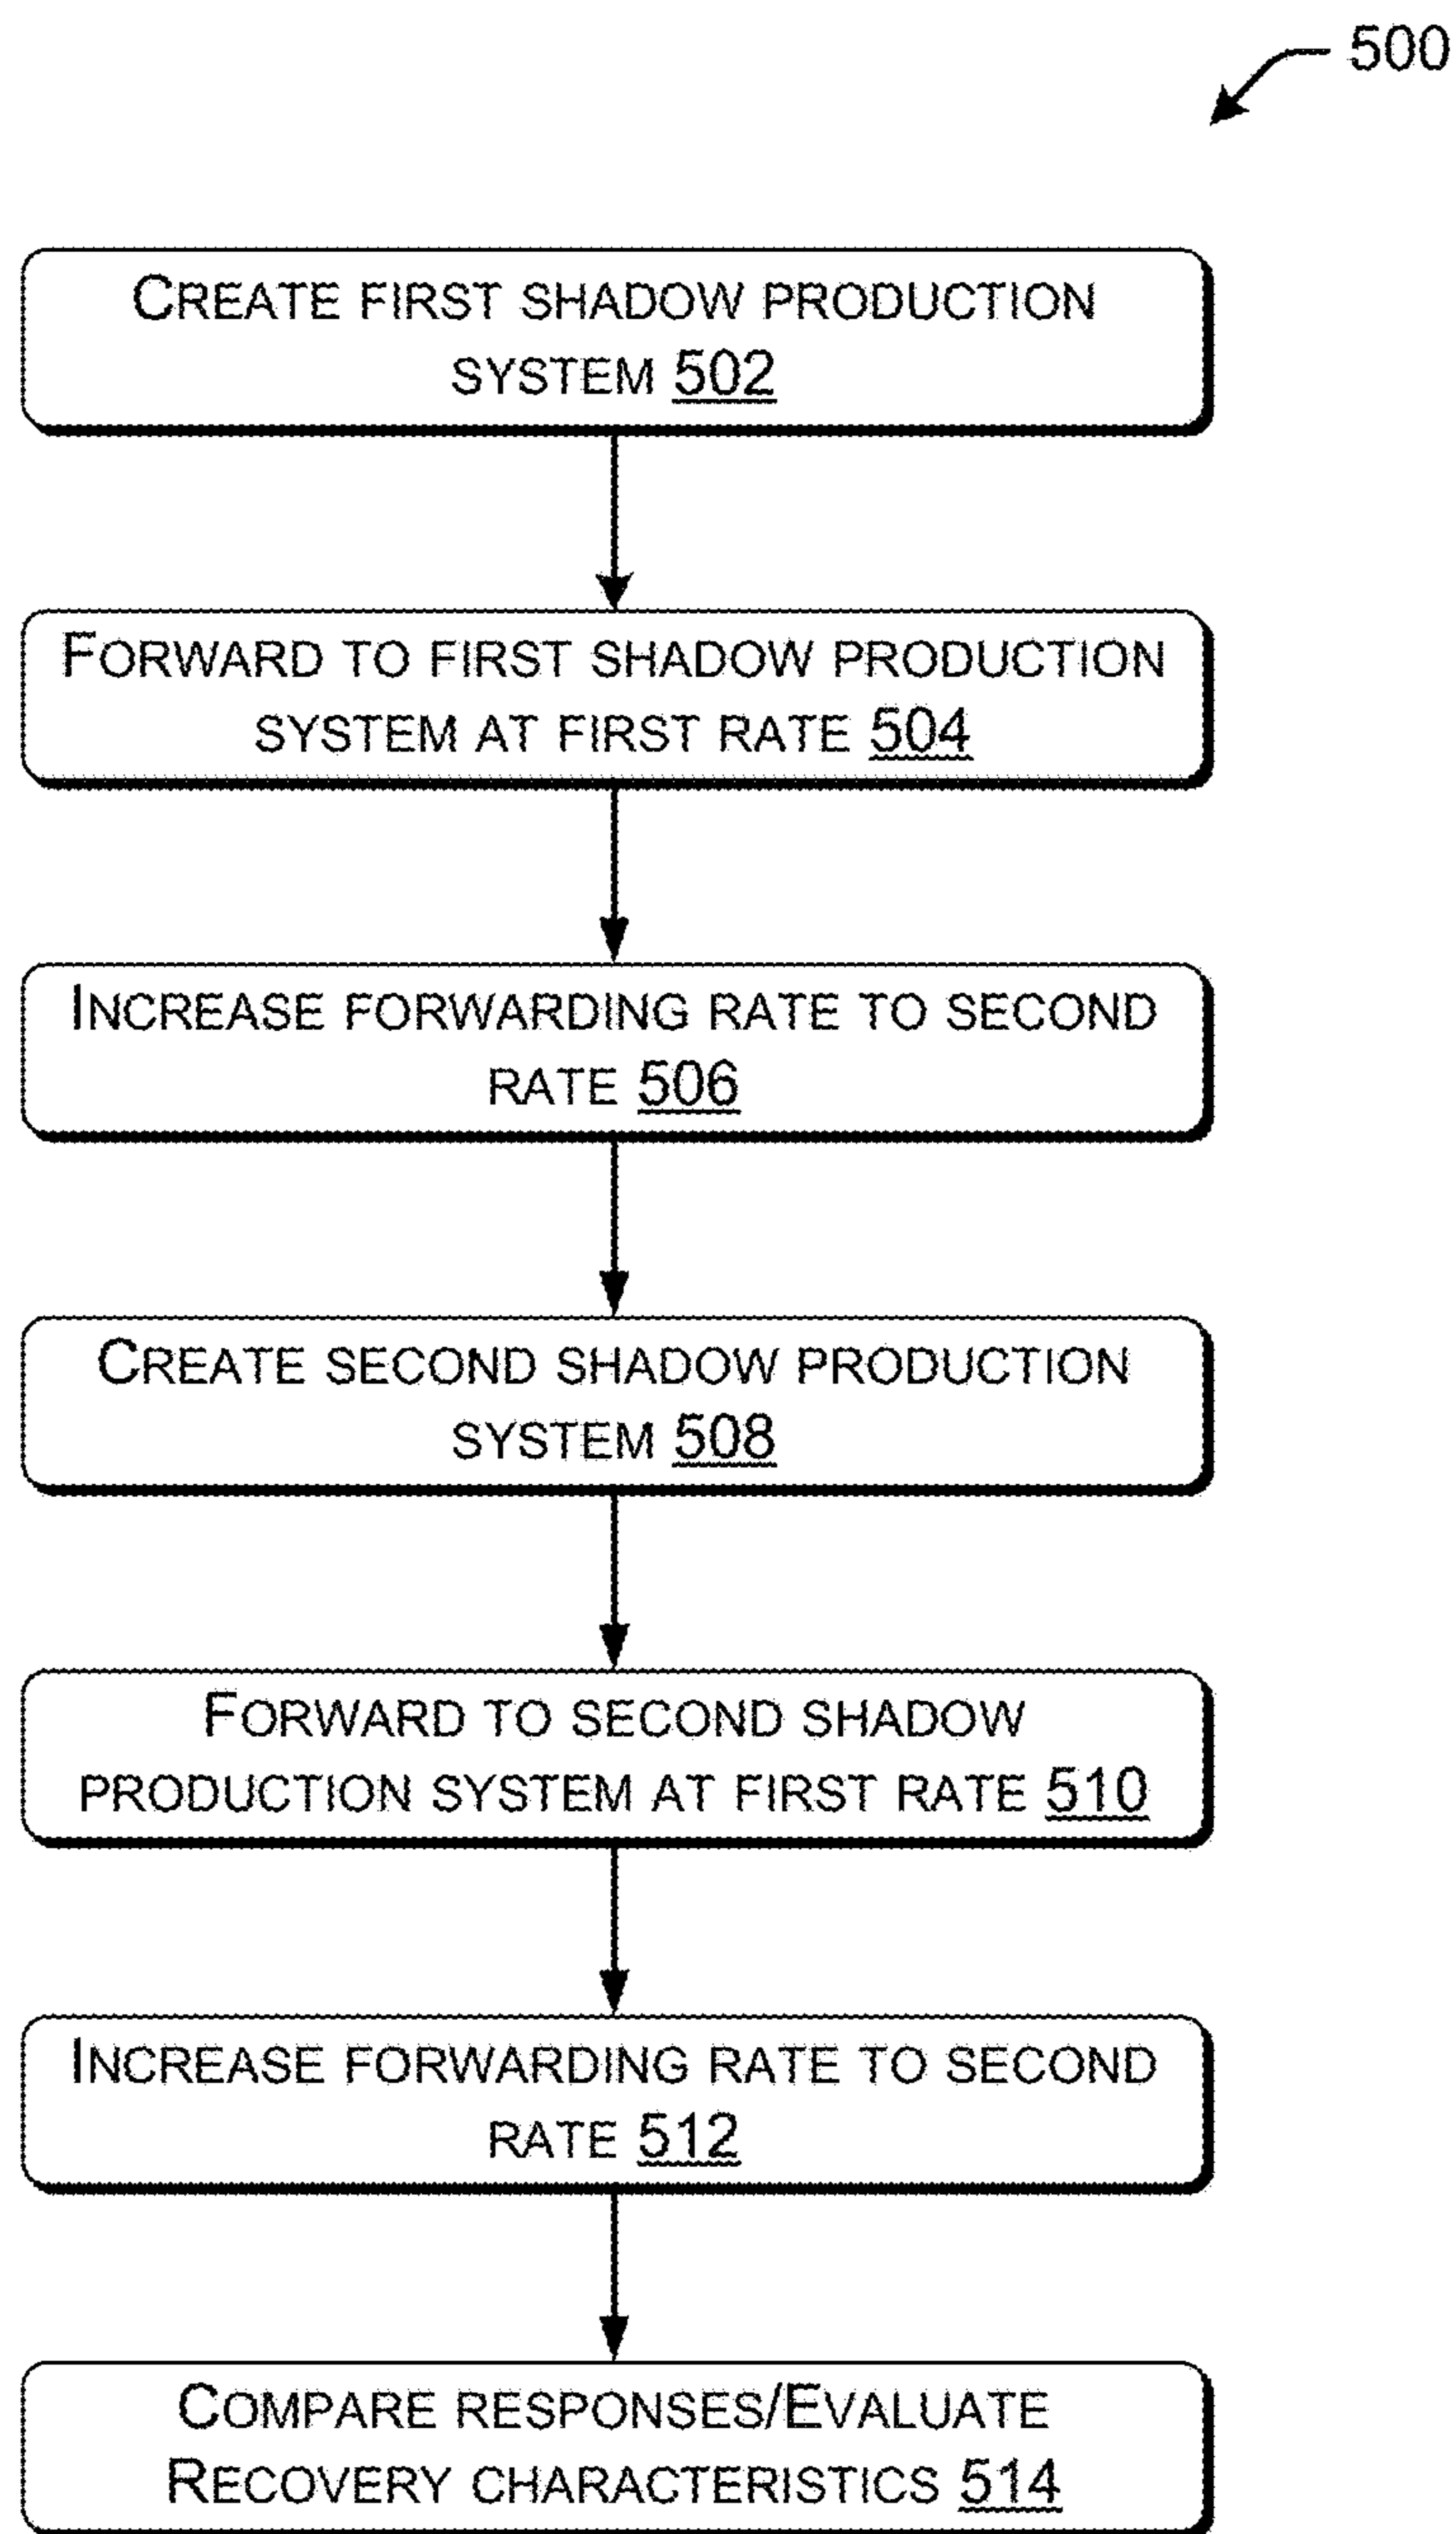 500
CREATE FIRST SHADOW PRODUCTION
SYSTEM 502
FORWARD TO FIRST SHADOW PRODUCTION
SYSTEM AT FIRST RATE 504
INCREASE FORWARDING RATE TO SECOND
RATE 506
CREATE SECOND SHADOW PRODUCTION
SYSTEM 508
FORWARD TO SECOND SHADOW
PRODUCTION SYSTEM AT FIRST RATE 510
INCREASE FORWARDING RATE TO SECOND
RATE 512
COMPARE RESPONSES/EVALUATE
RECOVERY CHARACTERISTICS 514